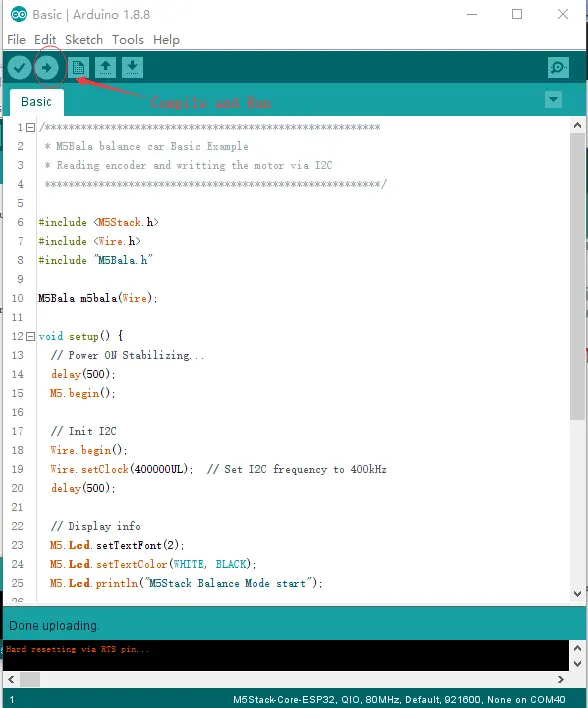 Basic | Arduino 1.8.8
File Edit Sketch Tools Help
Compile and Run
Basic
1 /********************************************************
2 * M5Bala balance car Basic Example
3 * Reading encoder and writting the motor via I2C
4 ********************************************************/
5
6 #include <M5Stack.h>
7 #include <Wire.h>
8 #include "M5Bala.h"
9
10 M5Bala m5bala(Wire);
11
12 void setup() {
13 // Power ON Stabilizing...
14 delay(500);
15 M5.begin();
16
17 // Init I2C
18 Wire.begin();
19 Wire.setClock(400000UL); // Set I2C frequency to 400kHz
20 delay(500);
21
22 // Display info
23 M5.Lcd.setTextFont(2);
24 M5.Lcd.setTextColor(WHITE, BLACK);
25 M5.Lcd.println("M5Stack Balance Mode start");
Done uploading.
Hard resetting via RTS pin...
1 M5Stack-Core-ESP32, QIO, 80MHz, Default, 921600, None on COM40